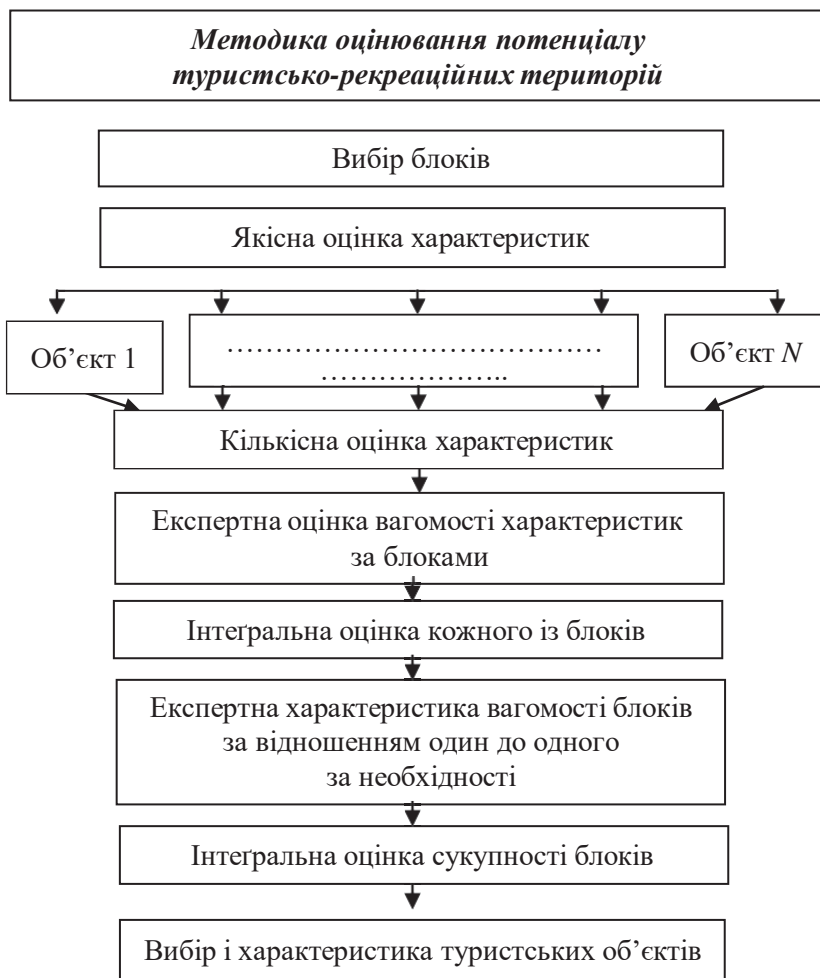 Методика оцінювання потенціалу
туристсько-рекреаційних територій
Вибір блоків
Якісна оцінка характеристик
Об’єкт 1
……………………………………
………………..
Об’єкт N
Кількісна оцінка характеристик
Експертна оцінка вагомості характеристик
за блоками
Інтеґральна оцінка кожного із блоків
Експертна характеристика вагомості блоків
за відношенням один до одного
за необхідності
Інтеґральна оцінка сукупності блоків
Вибір і характеристика туристських об’єктів